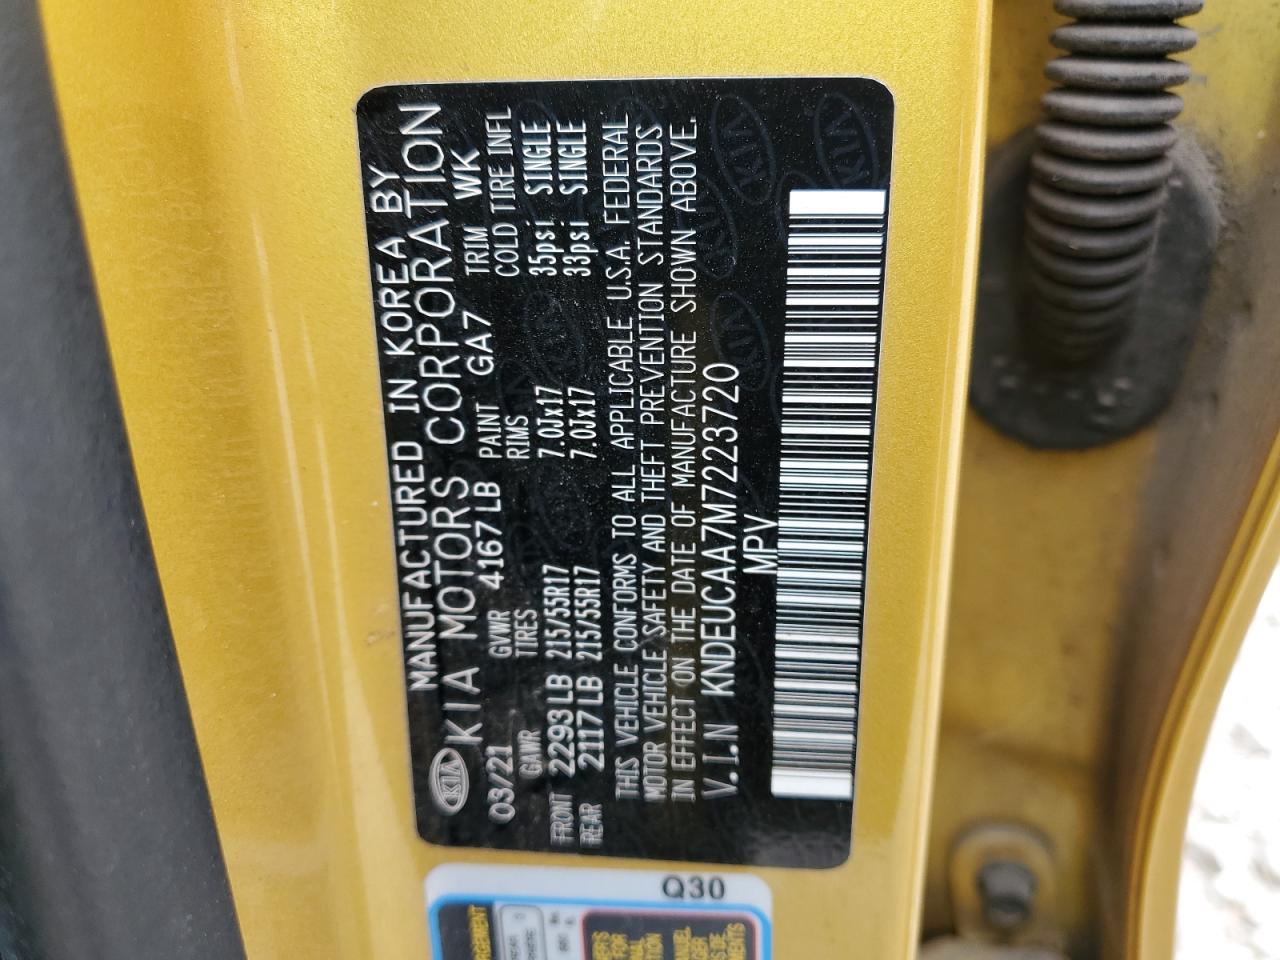 MANUFACTURED IN KOREA BY
KIA KIA MOTORS CORPORATION
03/21 GVWR 4167 LB PAINT GA7 TRIM WK
GAWR TIRES RIMS COLD TIRE INFL
FRONT 2293 LB 215/55R17 7.0Jx17 35psi SINGLE
REAR 2117 LB 215/55R17 7.0Jx17 33psi SINGLE
THIS VEHICLE CONFORMS TO ALL APPLICABLE U.S.A. FEDERAL
MOTOR VEHICLE SAFETY AND THEFT PREVENTION STANDARDS
IN EFFECT ON THE DATE OF MANUFACTURE SHOWN ABOVE.
V.I.N KNDEUCAA7M7223720
MPV
Q30